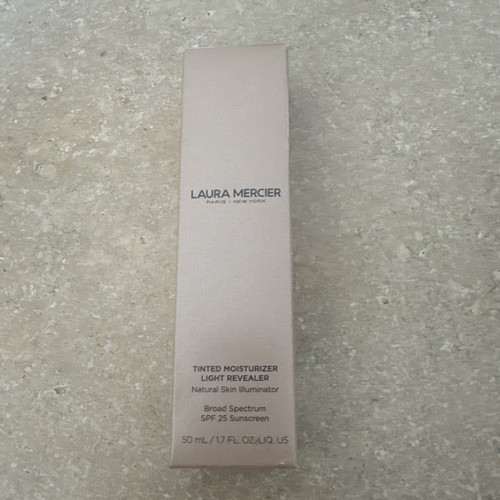 LAURA MERCIER
PARIS | NEW YORK
TINTED MOISTURIZER
LIGHT REVEALER
Natural Skin Illuminator
Broad Spectrum
SPF 25 Sunscreen
50 mL / 1.7 FL. OZ./LIQ. US